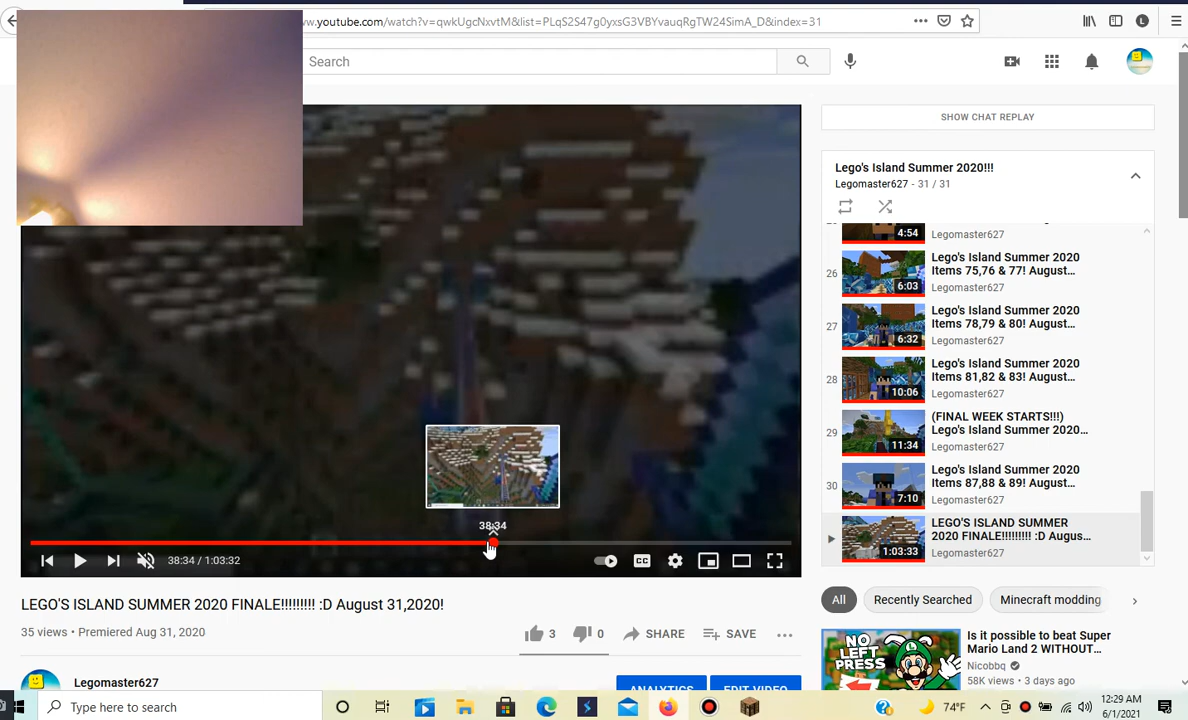 w.youtube.com/watch?v=qwkUgcNxvtM&list=PLqS2S47g0yxsG3VBYvauqRgTW24SimA_D&index=31
L
Search
SHOW CHAT REPLAY
Lego's Island Summer 2020!!!
Legomaster627 - 31 / 31
4:54
Legomaster627
26
6:03
Lego's Island Summer 2020
Items 75,76 & 77! August...
Legomaster627
27
6:32
Lego's Island Summer 2020
Items 78,79 & 80! August...
Legomaster627
28
10:06
Lego's Island Summer 2020
Items 81,82 & 83! August...
Legomaster627
29
11:34
(FINAL WEEK STARTS!!!)
Lego's Island Summer 2020...
Legomaster627
30
7:10
Lego's Island Summer 2020
Items 87,88 & 89! August...
Legomaster627
1:03:33
LEGO'S ISLAND SUMMER
2020 FINALE!!!!!!!!! :D Augus...
Legomaster627
38:34
38:34 / 1:03:32
CC
LEGO'S ISLAND SUMMER 2020 FINALE!!!!!!!!! :D August 31,2020!
35 views • Premiered Aug 31, 2020
3
0
SHARE
SAVE
All
Recently Searched
Minecraft modding
NO
LEFT
PRESS
Is it possible to beat Super
Mario Land 2 WITHOUT...
Nicobbq
58K views • 3 days ago
Legomaster627
ANALYTICS
EDIT VIDEO
Type here to search
74°F
12:29 AM
6/1/2021